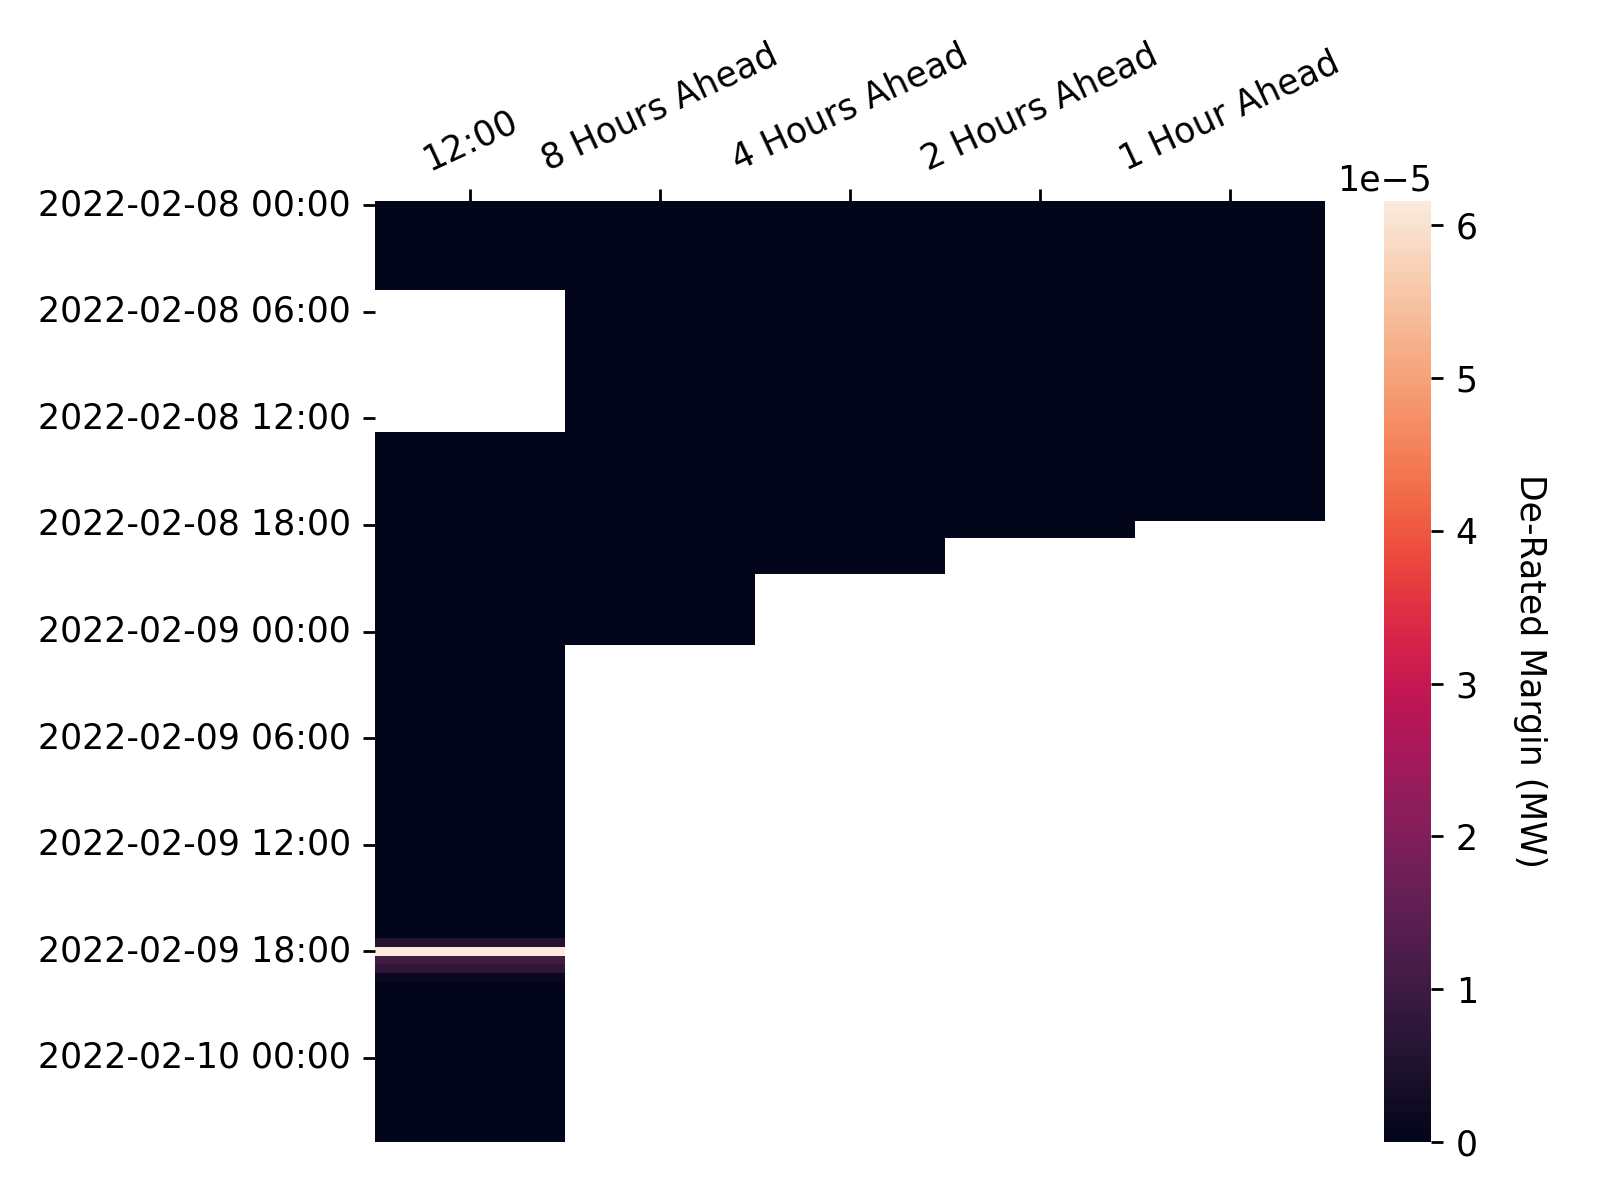 12:00
8 Hours Ahead
4 Hours Ahead
2 Hours Ahead
1 Hour Ahead
1e−5
2022-02-08 00:00
2022-02-08 06:00
2022-02-08 12:00
2022-02-08 18:00
2022-02-09 00:00
2022-02-09 06:00
2022-02-09 12:00
2022-02-09 18:00
2022-02-10 00:00
6
5
4
3
2
1
0
De-Rated Margin (MW)